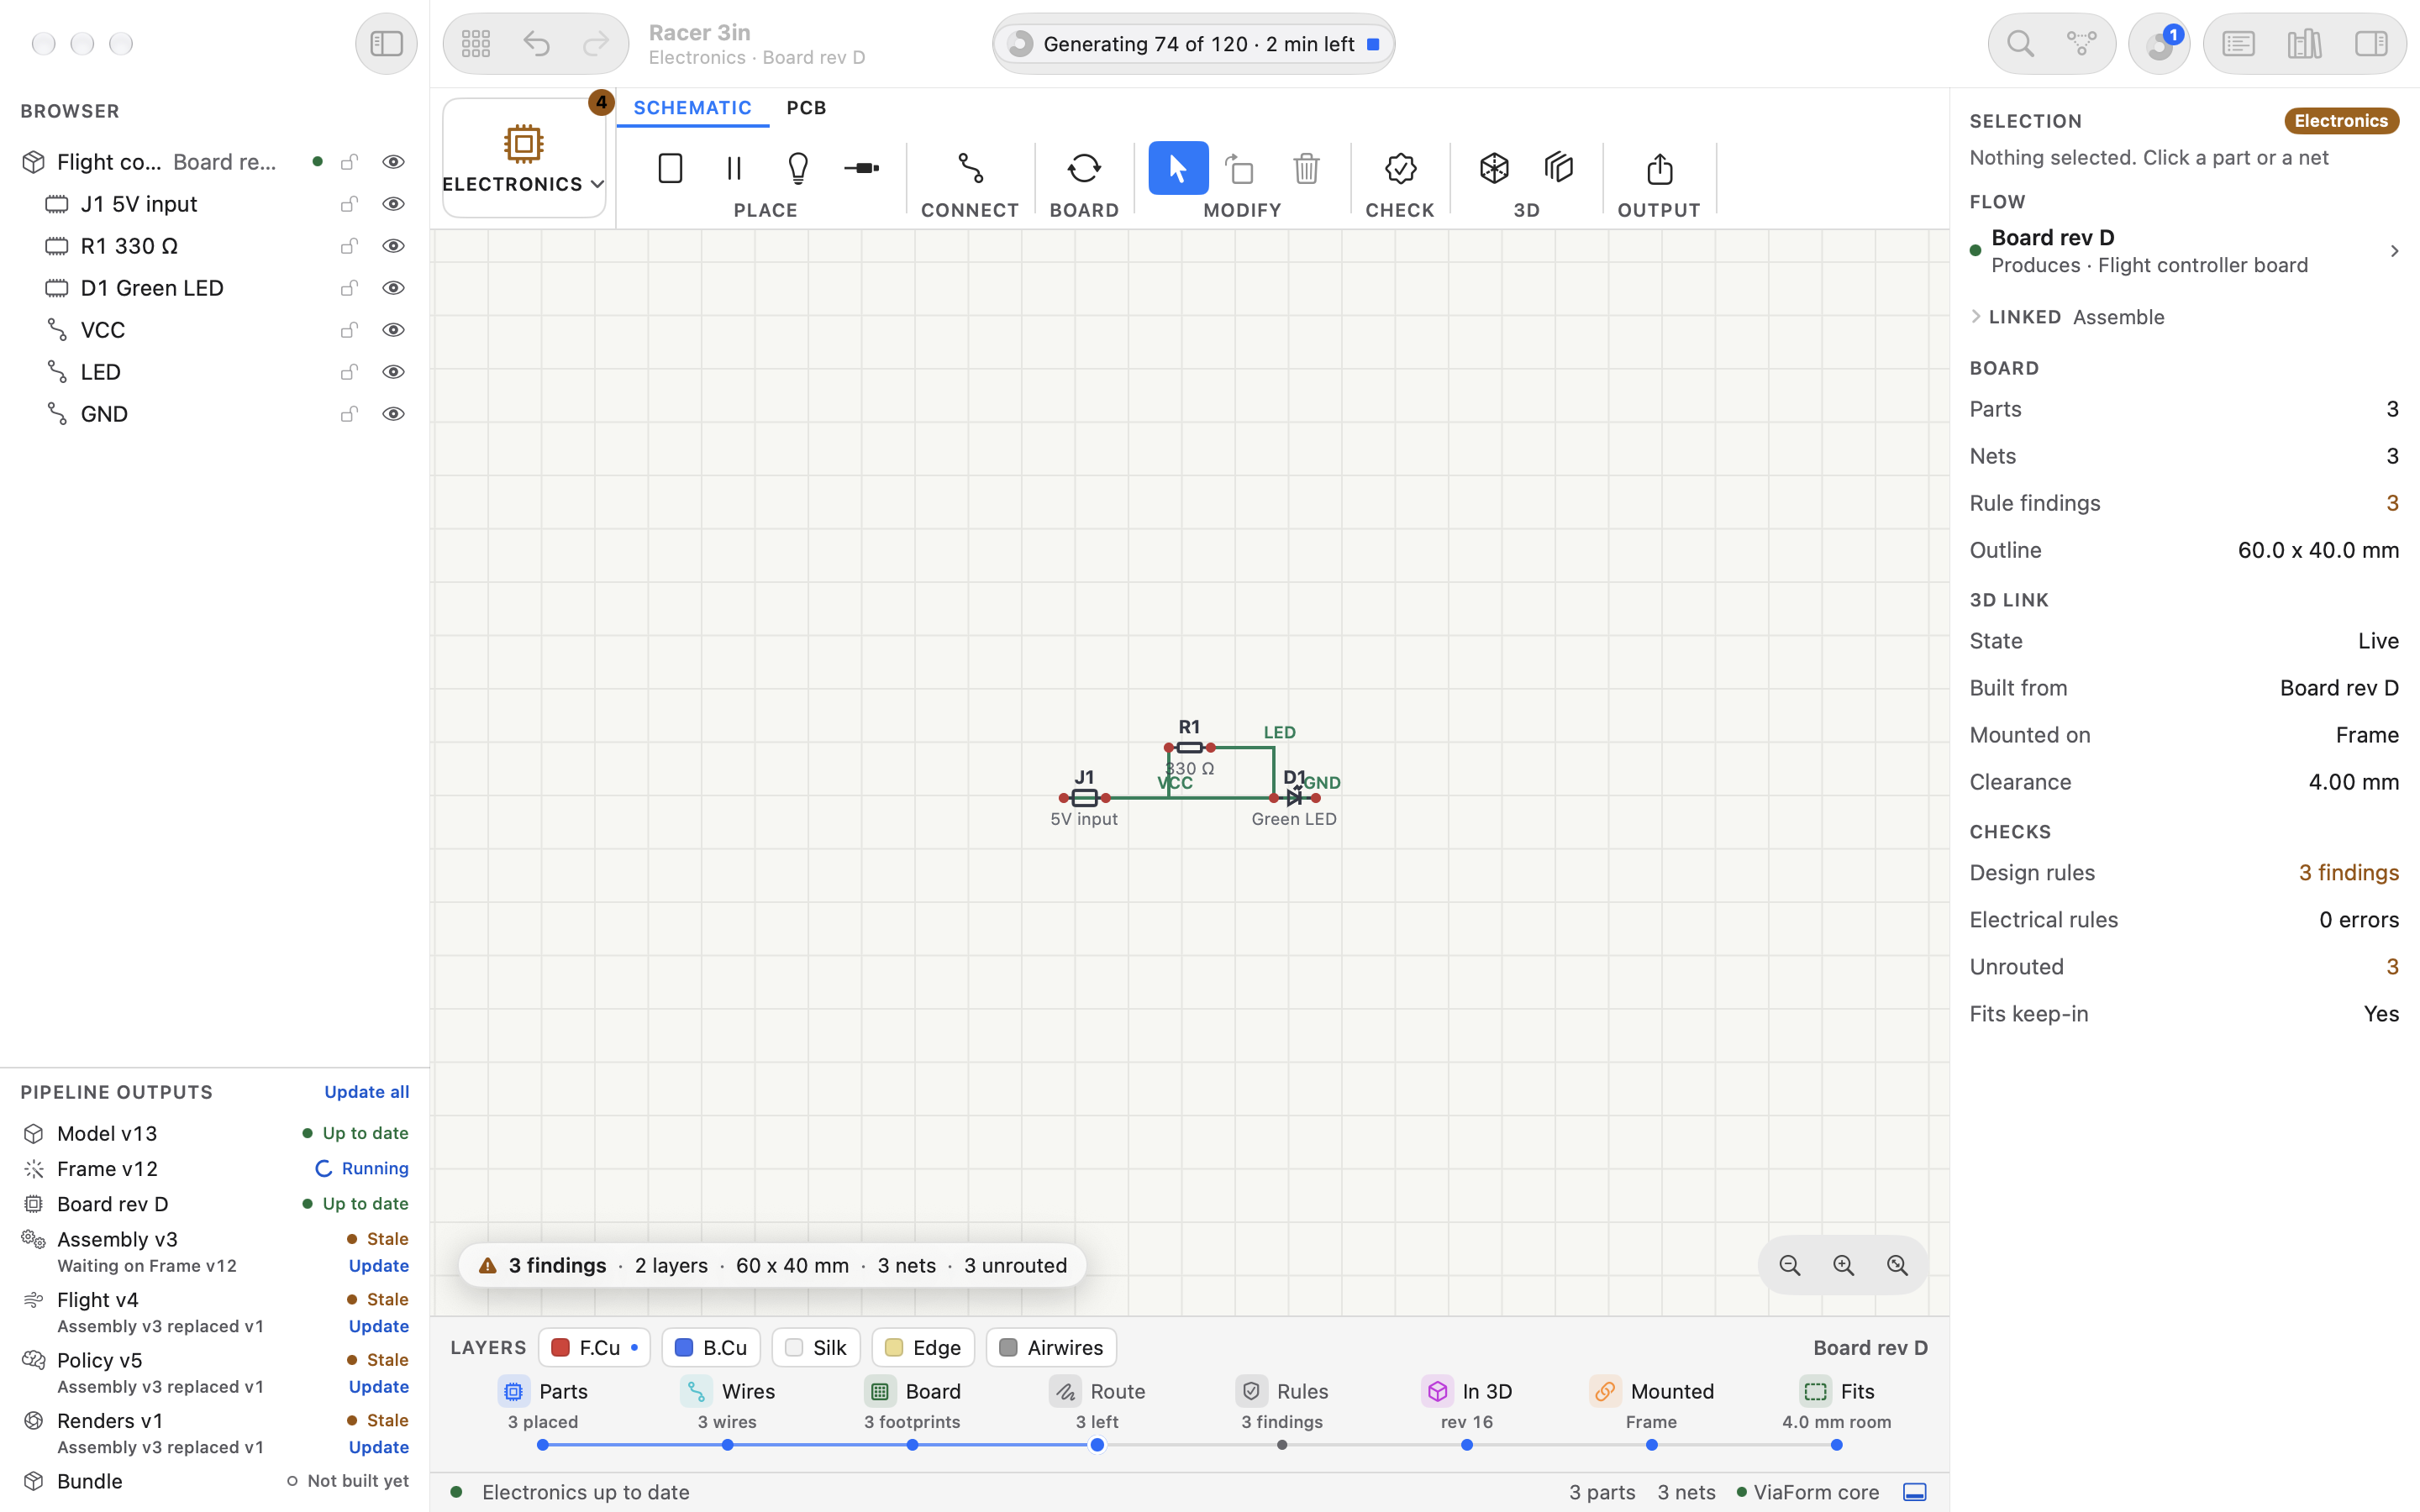 Racer 3in
Electronics · Board rev D
Generating 74 of 120 · 2 min left
1
BROWSER
Flight co... Board re...
J1 5V input
R1 330 Ω
D1 Green LED
VCC
LED
GND
PIPELINE OUTPUTS Update all
Model v13 Up to date
Frame v12 Running
Board rev D Up to date
Assembly v3 Stale
Waiting on Frame v12 Update
Flight v4 Stale
Assembly v3 replaced v1 Update
Policy v5 Stale
Assembly v3 replaced v1 Update
Renders v1 Stale
Assembly v3 replaced v1 Update
Bundle Not built yet
4
ELECTRONICS
SCHEMATIC PCB
PLACE CONNECT BOARD MODIFY CHECK 3D OUTPUT
R1
LED
330 Ω
J1
VCC
D1
GND
5V input
Green LED
3 findings · 2 layers · 60 x 40 mm · 3 nets · 3 unrouted
LAYERS F.Cu B.Cu Silk Edge Airwires Board rev D
Parts Wires Board Route Rules In 3D Mounted Fits
3 placed 3 wires 3 footprints 3 left 3 findings rev 16 Frame 4.0 mm room
Electronics up to date 3 parts 3 nets ViaForm core
SELECTION Electronics
Nothing selected. Click a part or a net
FLOW
Board rev D
Produces · Flight controller board
LINKED Assemble
BOARD
Parts 3
Nets 3
Rule findings 3
Outline 60.0 x 40.0 mm
3D LINK
State Live
Built from Board rev D
Mounted on Frame
Clearance 4.00 mm
CHECKS
Design rules 3 findings
Electrical rules 0 errors
Unrouted 3
Fits keep-in Yes